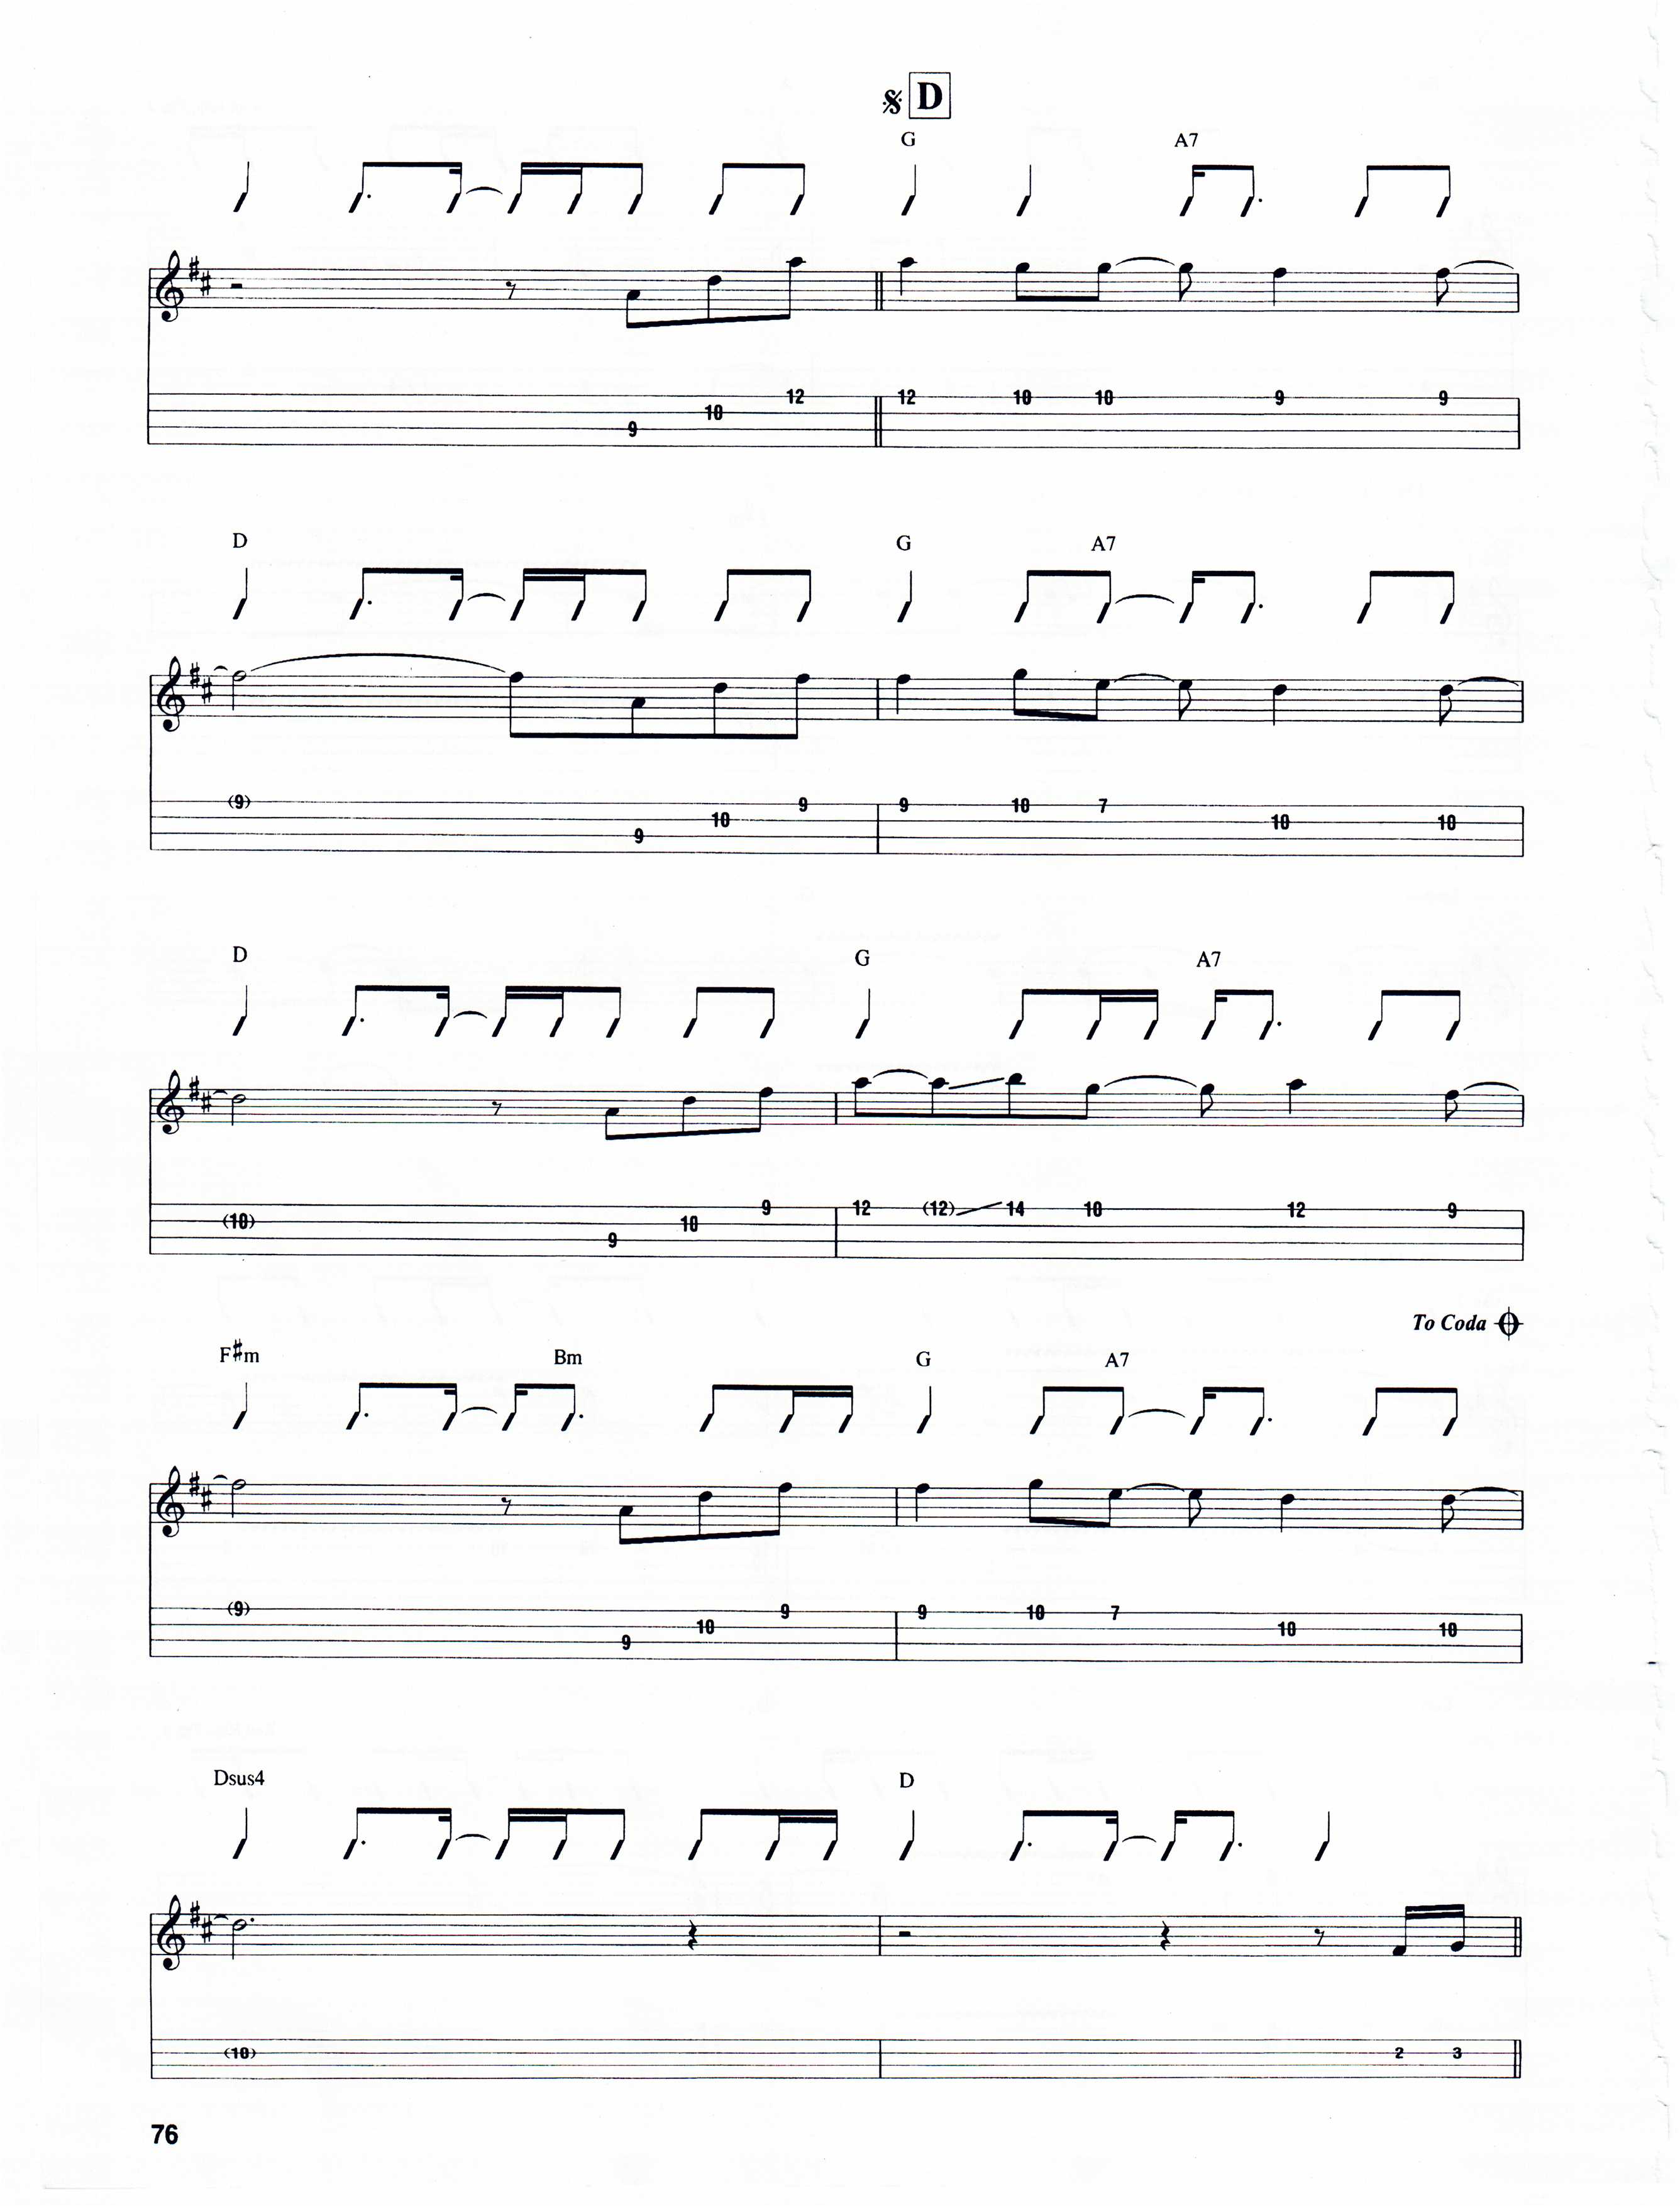 D
G A7
12 12 10 10 9 9
10
9
D G A7
(9) 9 9 10 7
10 10 10
9
D G A7
9 12 (12) 14 10 12 9
(10) 10
9
To Coda
F#m Bm G A7
(9) 9 9 10 7
10 10 10
9
Dsus4 D
(10) 2 3
76